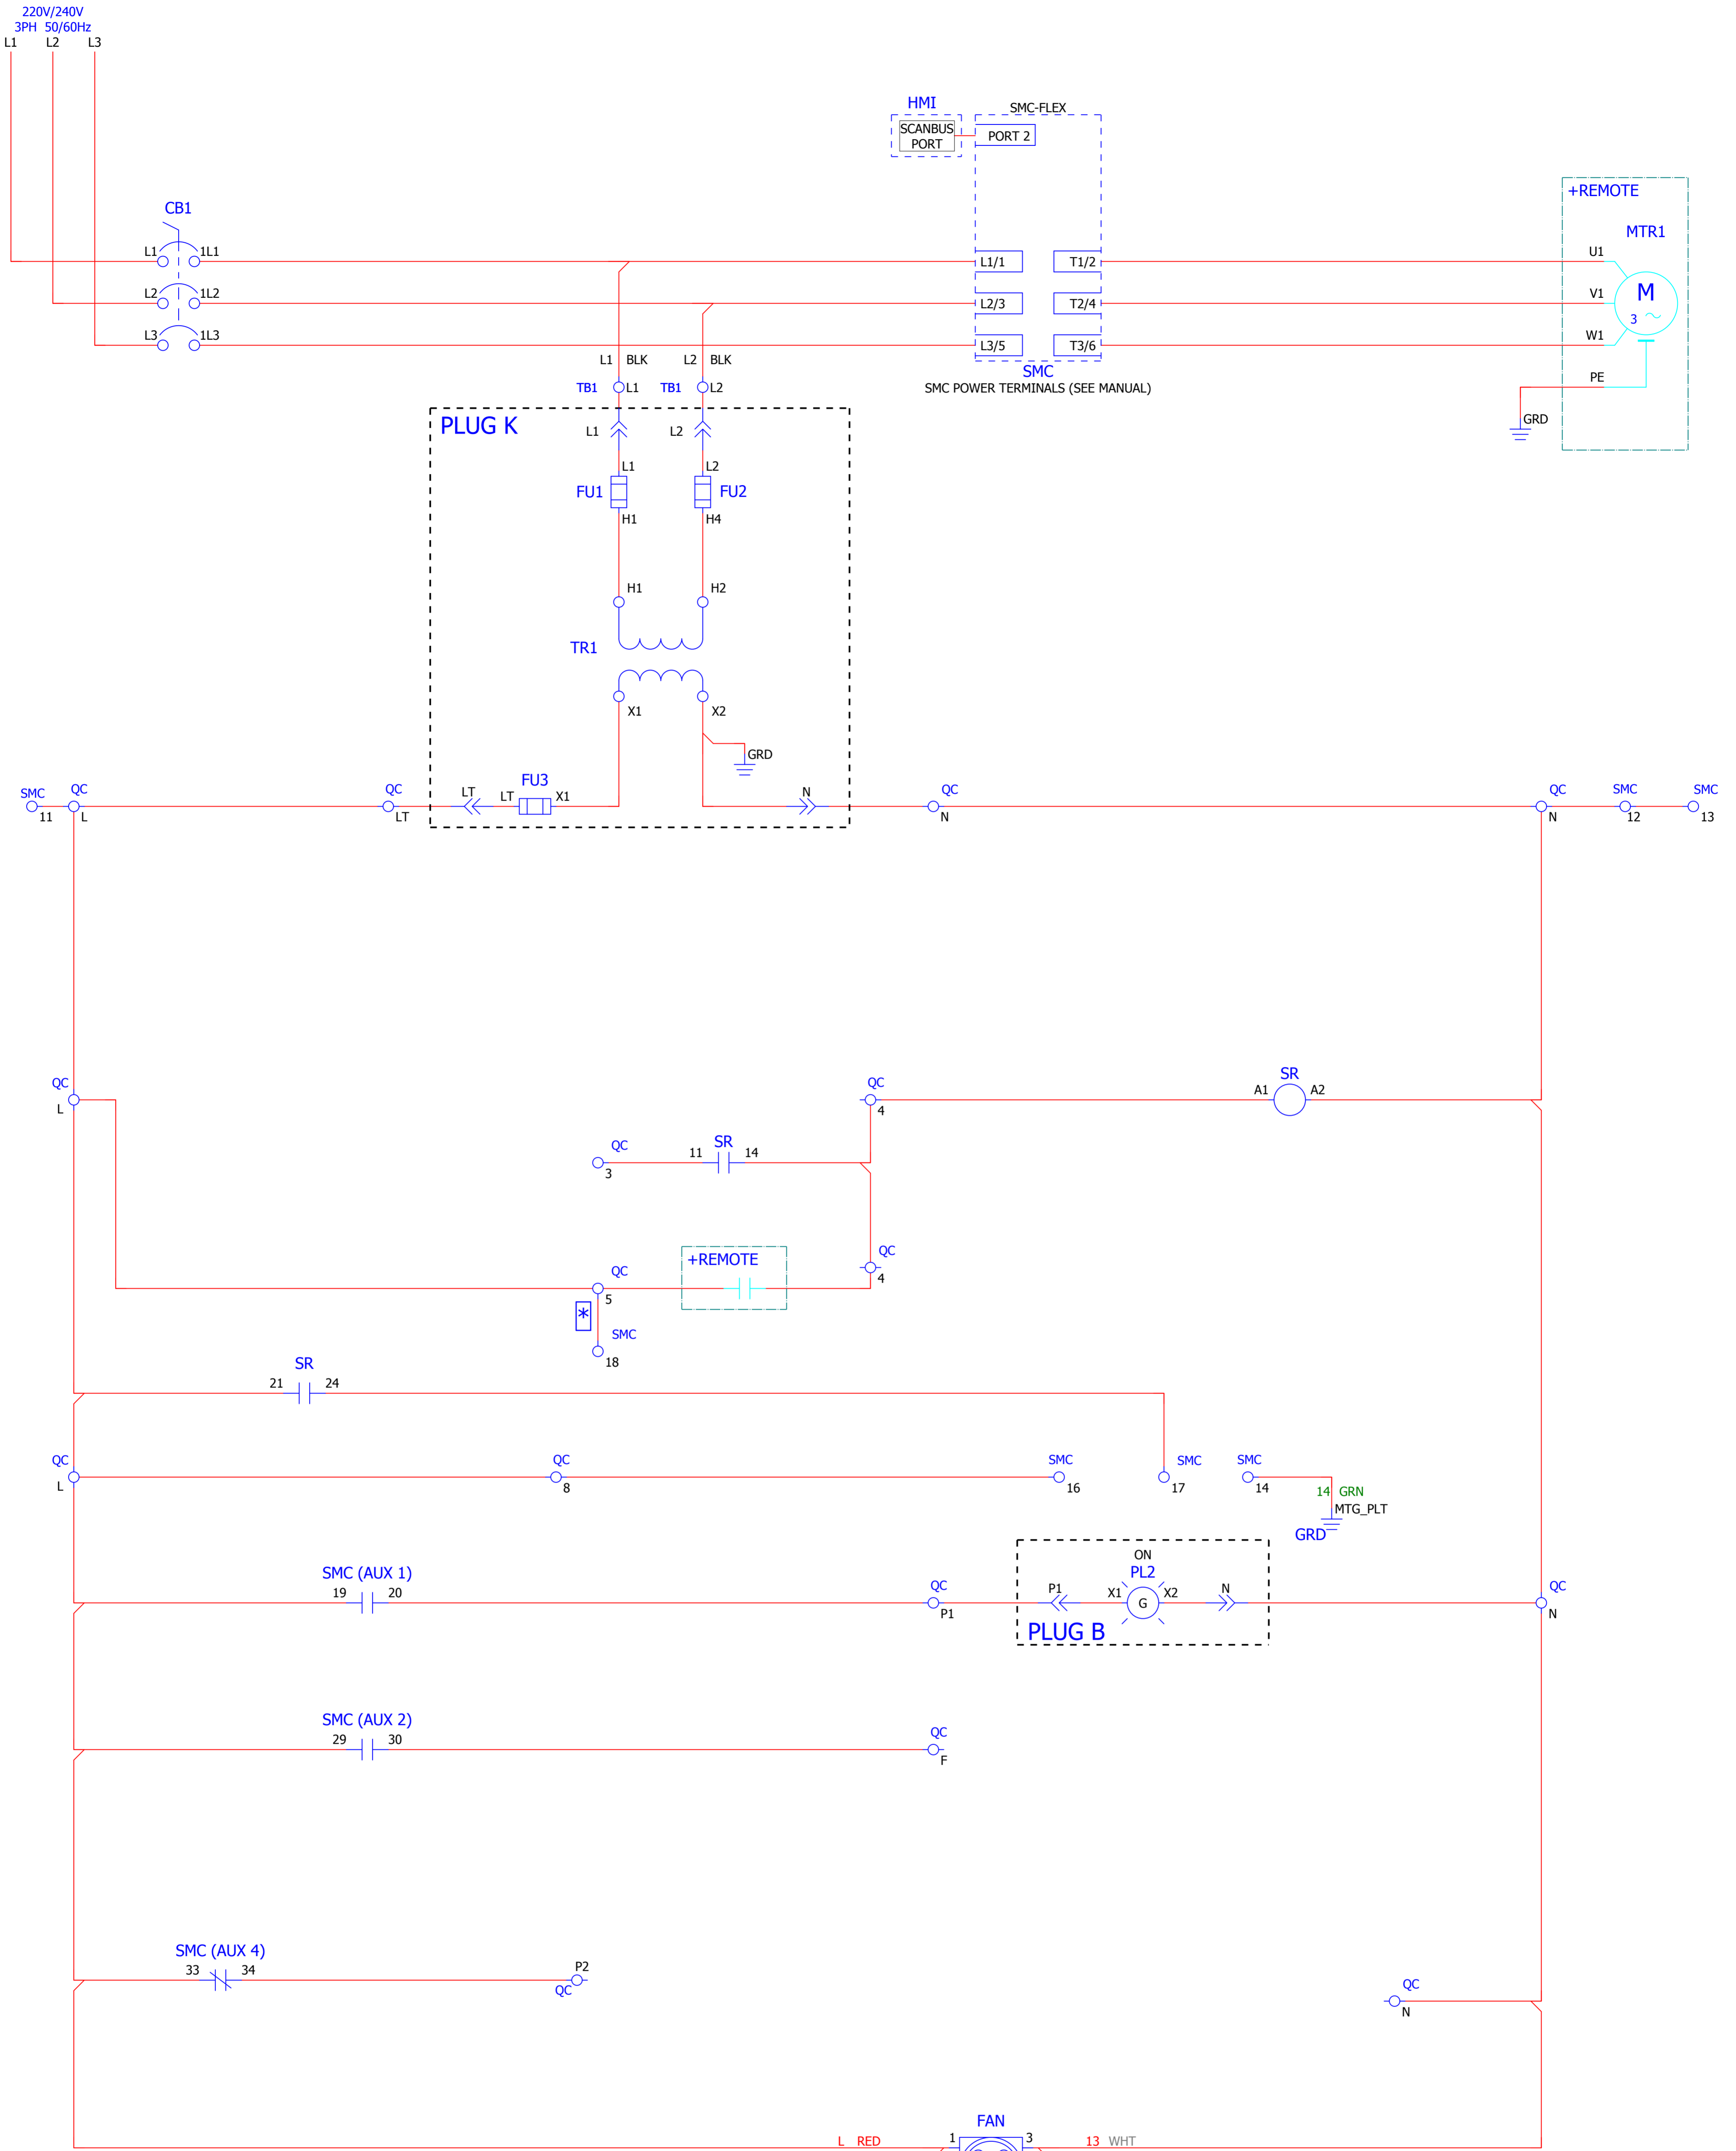 220V/240V
3PH 50/60Hz
L1 L2 L3
HMI
SMC-FLEX
SCANBUS
PORT
PORT 2
+REMOTE
CB1
MTR1
L1 1L1
L1/1 T1/2
U1
L2 1L2
L2/3 T2/4
V1
M
3
L3 1L3
L3/5 T3/6
W1
L1 BLK L2 BLK
SMC
PE
TB1 L1 TB1 L2
SMC POWER TERMINALS (SEE MANUAL)
PLUG K
L1 L2
GRD
L1 L2
FU1 FU2
H1 H4
H1 H2
TR1
X1 X2
GRD
FU3
SMC QC QC LT LT X1 N QC QC SMC SMC
11 L LT N N 12 13
QC QC SR
L 4 A1 A2
QC SR
3 11 14
QC
4
+REMOTE
QC
5
*
SMC
18
SR
21 24
QC QC SMC SMC SMC
L 8 16 17 14
14 GRN
MTG_PLT
GRD
ON
SMC (AUX 1) PL2
19 20 QC P1 X1 G X2 N QC
P1 N
PLUG B
SMC (AUX 2)
29 30 QC
F
SMC (AUX 4)
33 34 P2
QC
QC
N
FAN
L RED 1 3 13 WHT